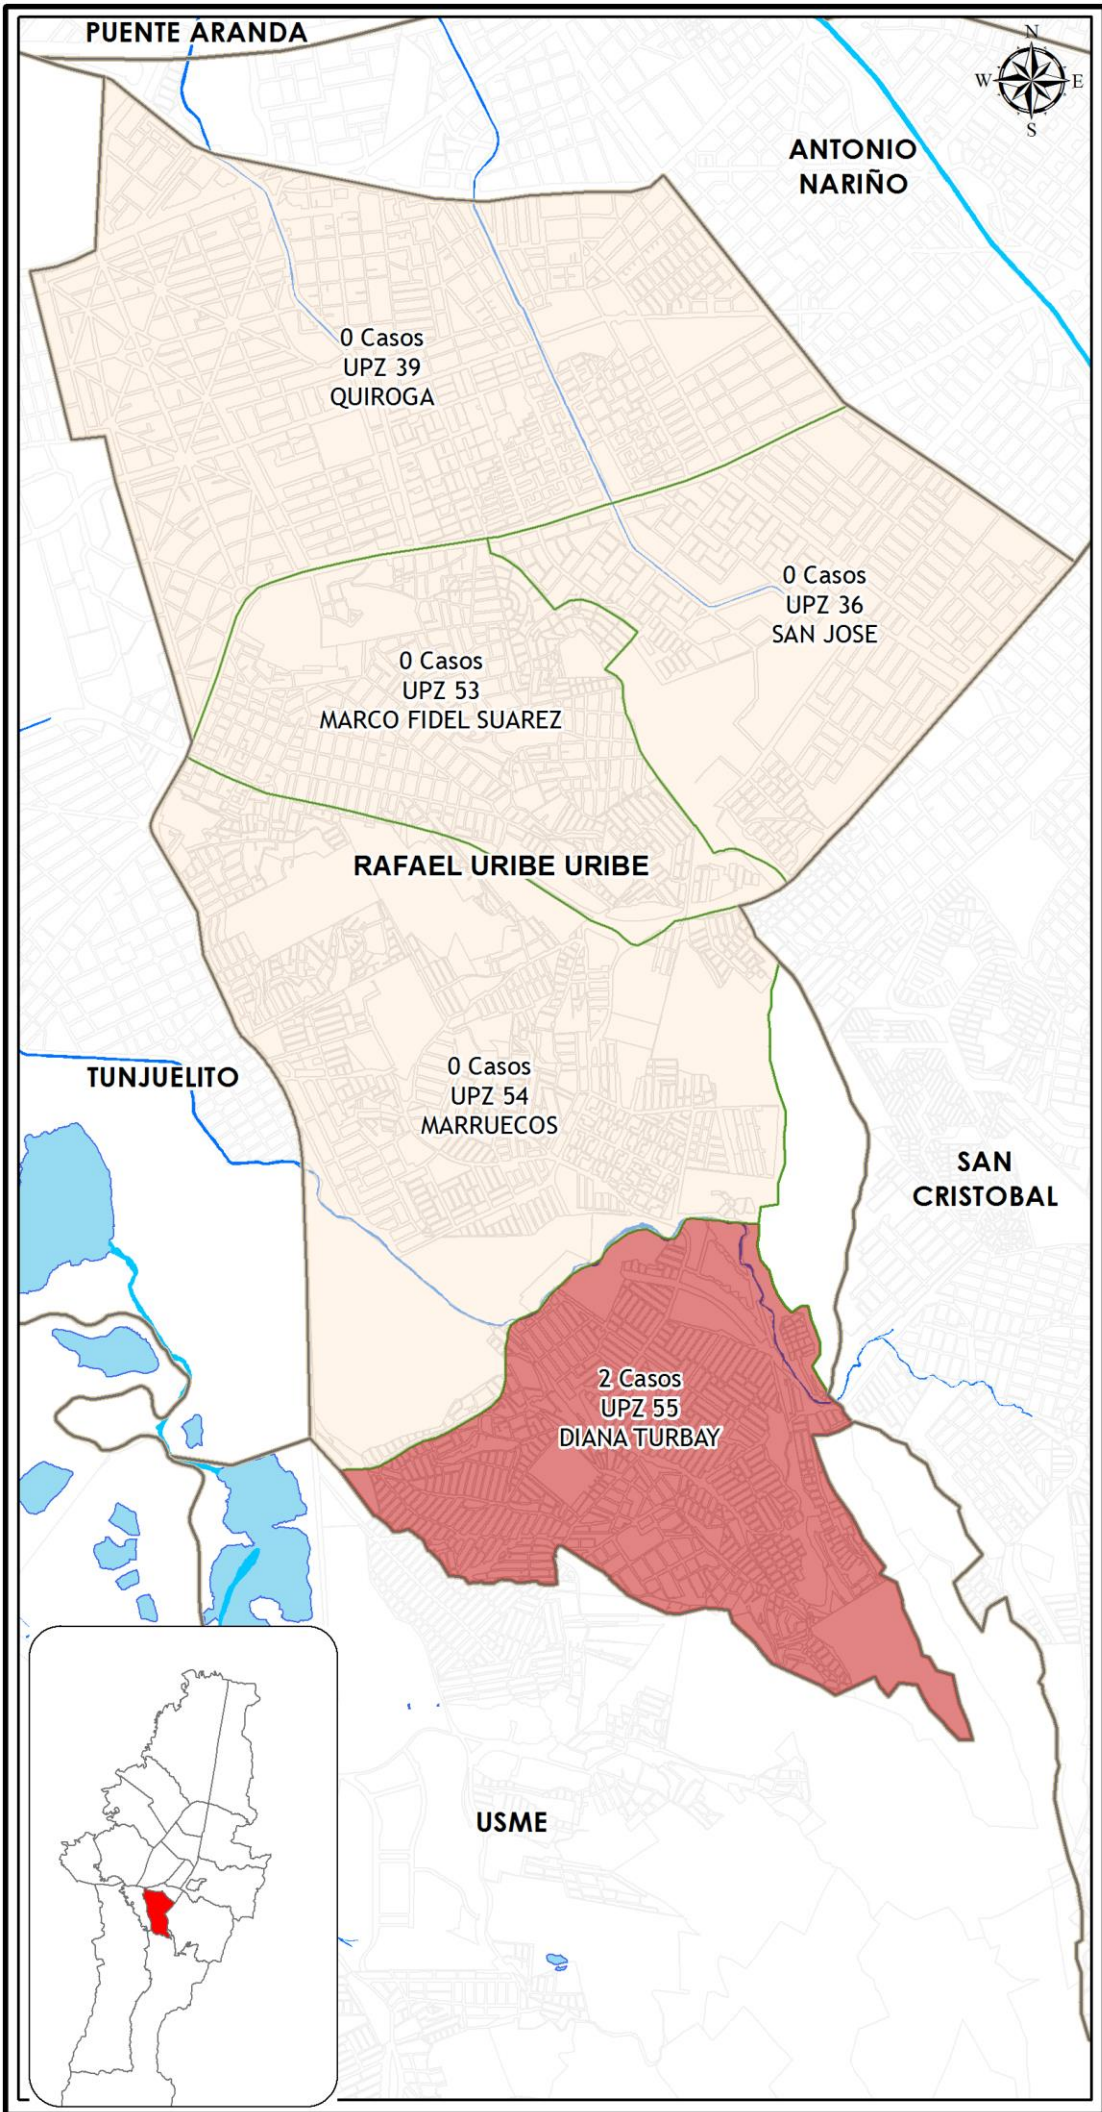 PUENTE ARANDA
N
W
E
S
ANTONIO
NARIÑO
0 Casos
UPZ 39
QUIROGA
0 Casos
UPZ 36
SAN JOSE
0 Casos
UPZ 53
MARCO FIDEL SUAREZ
RAFAEL URIBE URIBE
0 Casos
UPZ 54
MARRUECOS
TUNJUELITO
SAN
CRISTOBAL
2 Casos
UPZ 55
DIANA TURBAY
USME